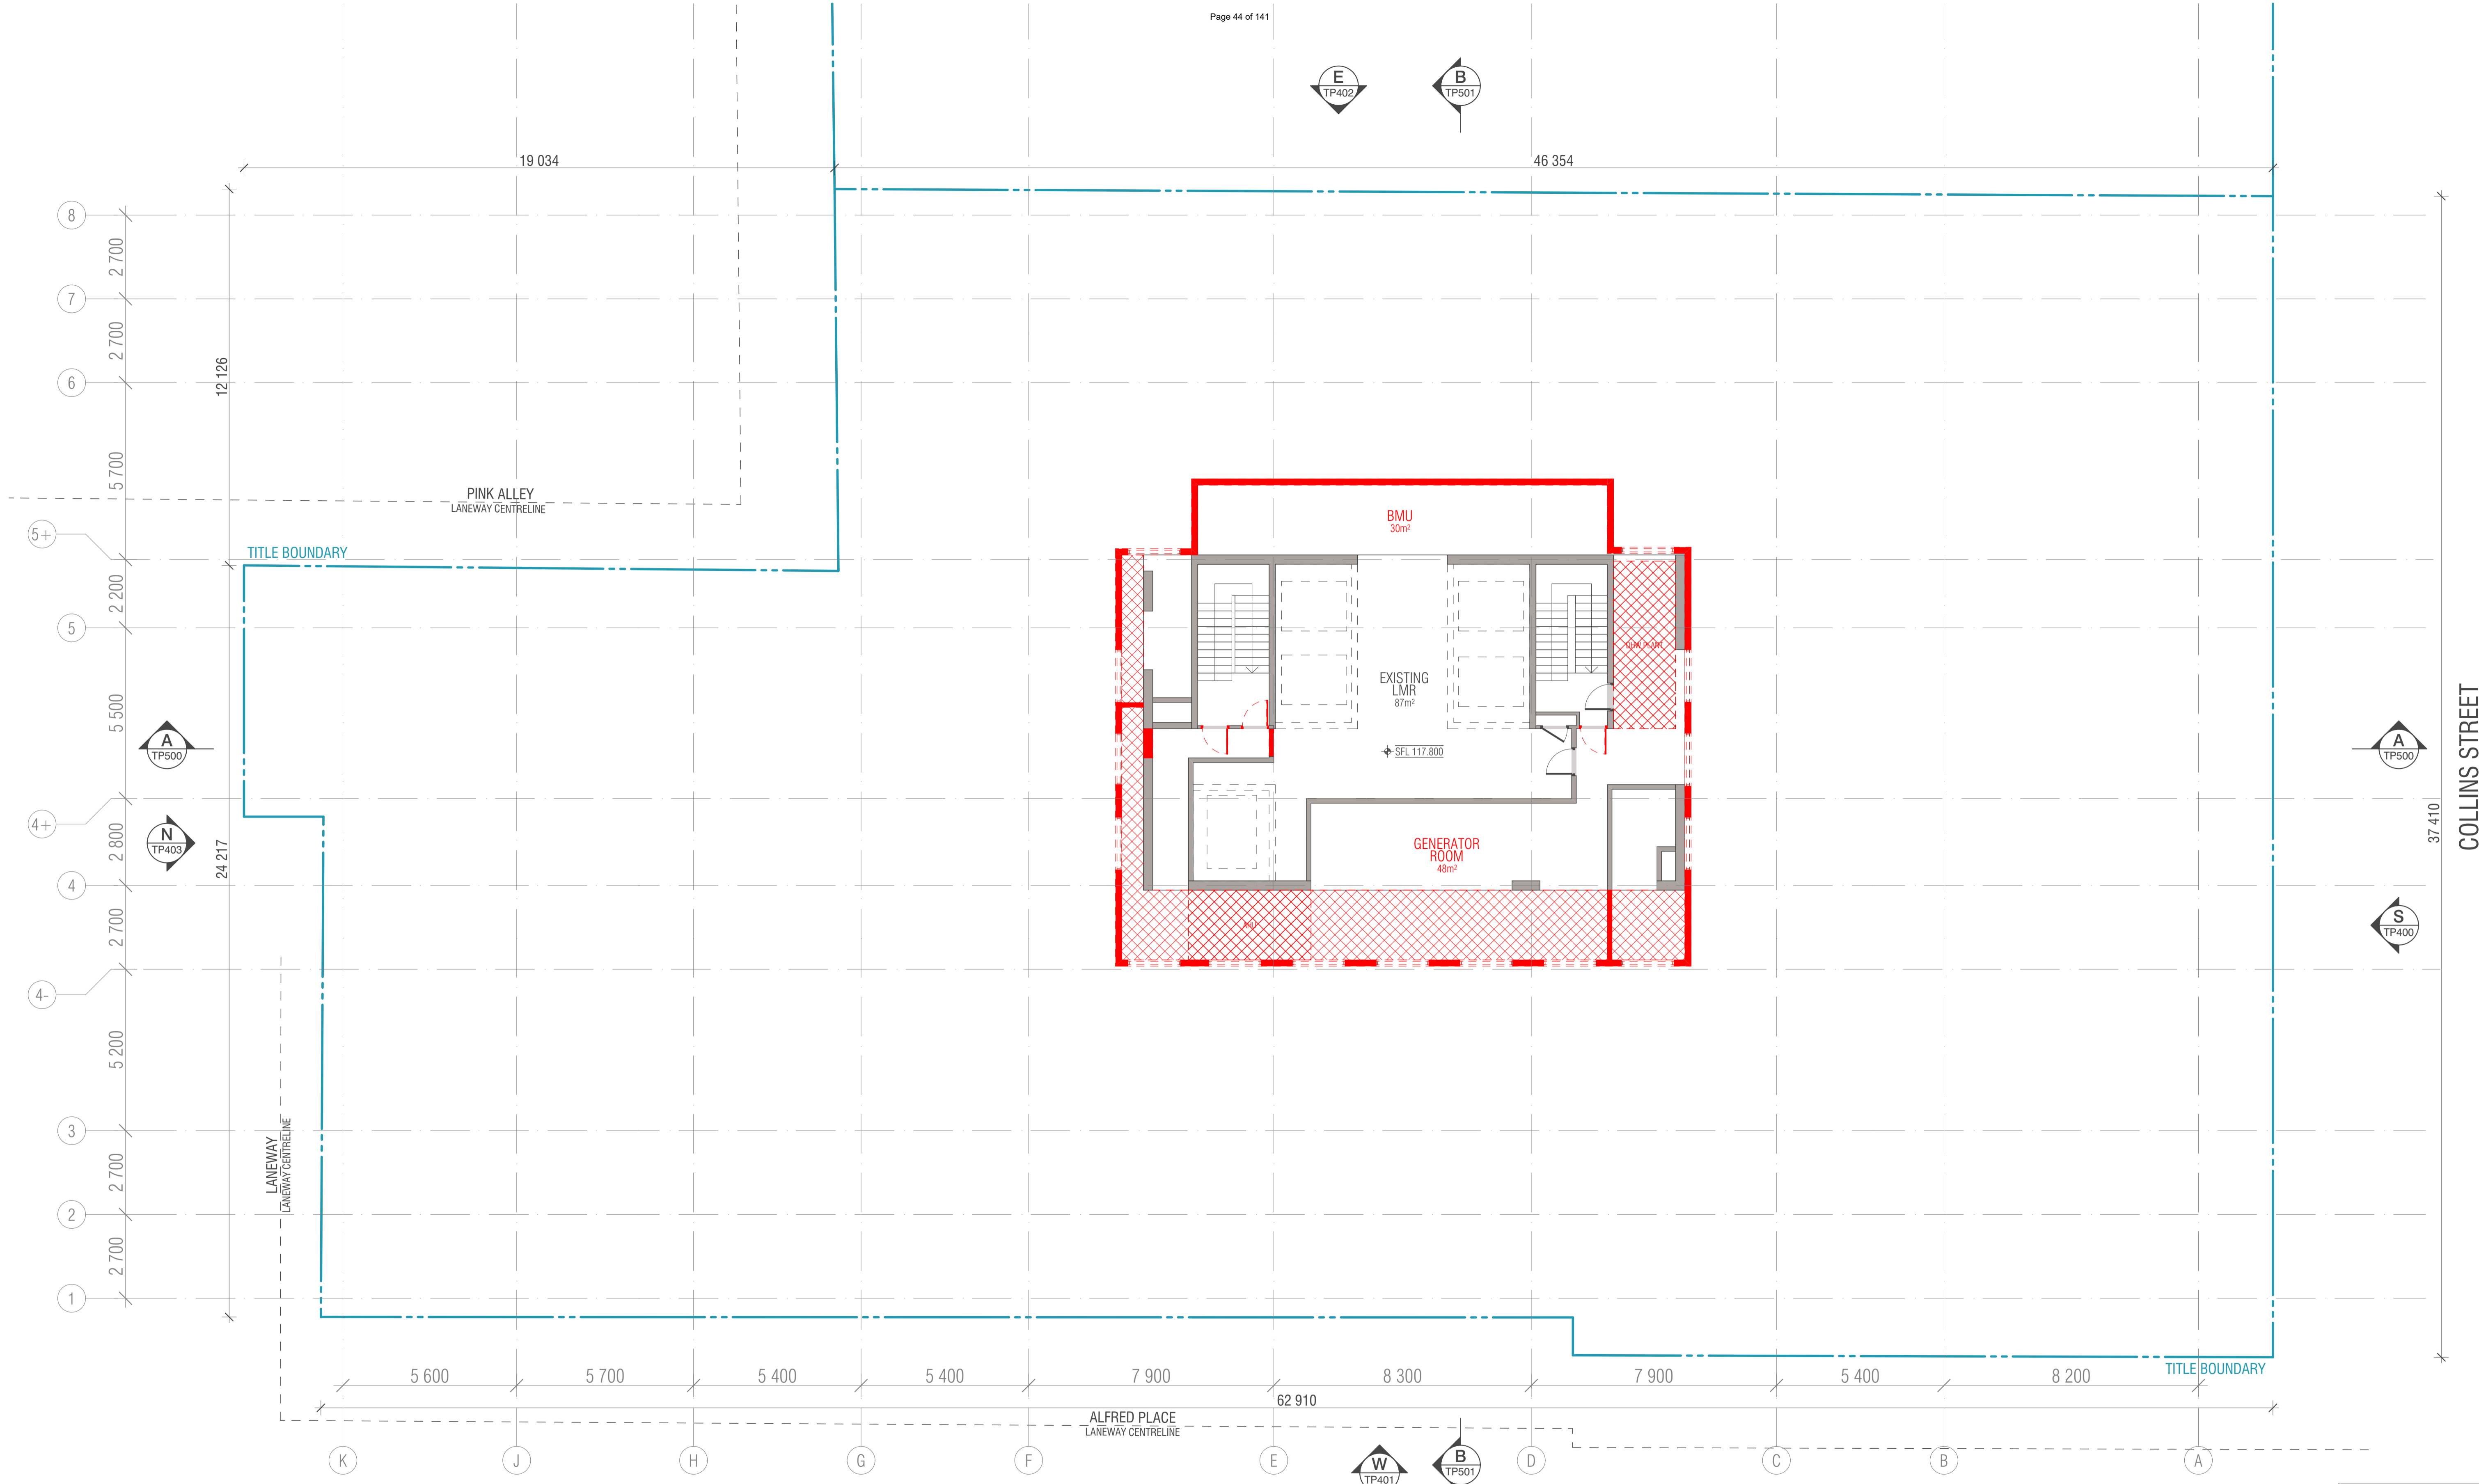 Page 44 of 141
E
TP402
B
TP501
19 034
46 354
8
2 700
7
2 700
6
12 126
5 700
PINK ALLEY
LANEWAY CENTRELINE
5+
TITLE BOUNDARY
BMU
30m²
2 200
5
DHW PLANT
5 500
EXISTING
LMR
87m²
SFL 117.800
A
TP500
A
TP500
COLLINS STREET
4+
N
TP403
2 800
24 217
37 410
GENERATOR
ROOM
48m²
4
2 700
S
TP400
4-
5 200
3
LANEWAY
LANEWAY CENTRELINE
2 700
2
2 700
1
5 600
5 700
5 400
5 400
7 900
8 300
7 900
5 400
8 200
TITLE BOUNDARY
62 910
ALFRED PLACE
LANEWAY CENTRELINE
K
J
H
G
F
E
W
TP401
B
TP501
D
C
B
A